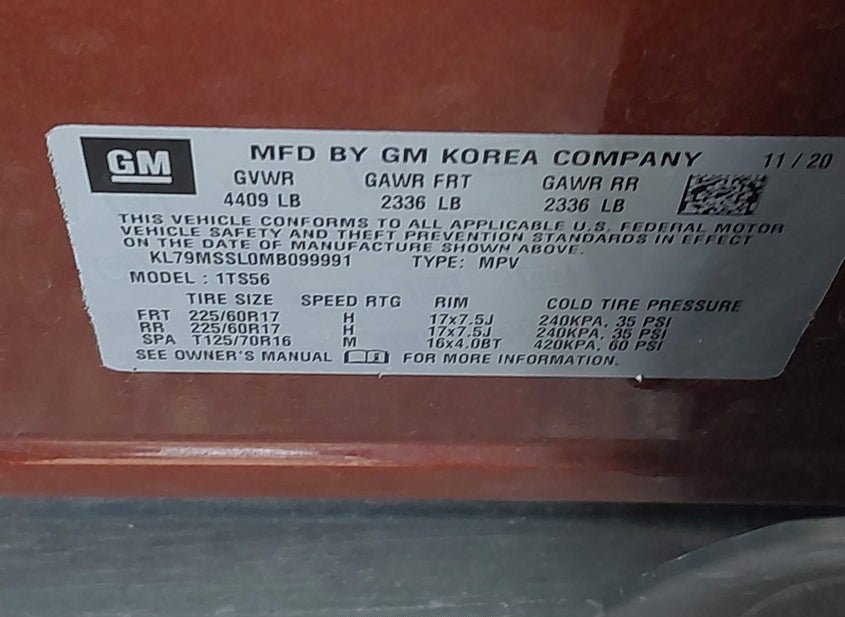 GM MFD BY GM KOREA COMPANY 11/20
GVWR GAWR FRT GAWR RR
4409 LB 2336 LB 2336 LB
THIS VEHICLE CONFORMS TO ALL APPLICABLE U.S. FEDERAL MOTOR
VEHICLE SAFETY AND THEFT PREVENTION STANDARDS IN EFFECT
ON THE DATE OF MANUFACTURE SHOWN ABOVE.
KL79MSSL0MB099991 TYPE: MPV
MODEL : 1TS56
TIRE SIZE SPEED RTG RIM COLD TIRE PRESSURE
FRT 225/60R17 H 17x7.5J 240KPA, 35 PSI
RR 225/60R17 H 17x7.5J 240KPA, 35 PSI
SPA T125/70R16 M 16x4.0BT 420KPA, 60 PSI
SEE OWNER'S MANUAL FOR MORE INFORMATION.